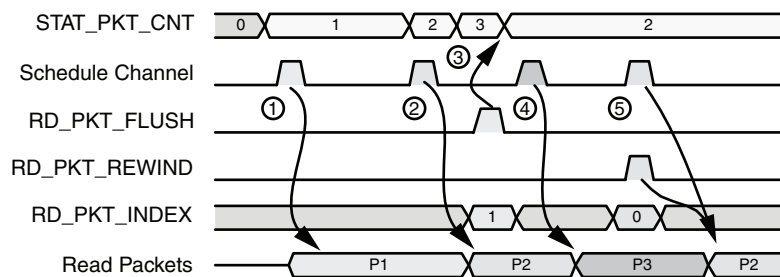 STAT_PKT_CNT 0 1 2 3 2
Schedule Channel
③
① ② ④ ⑤
RD_PKT_FLUSH
RD_PKT_REWIND
RD_PKT_INDEX 1 0
Read Packets P1 P2 P3 P2